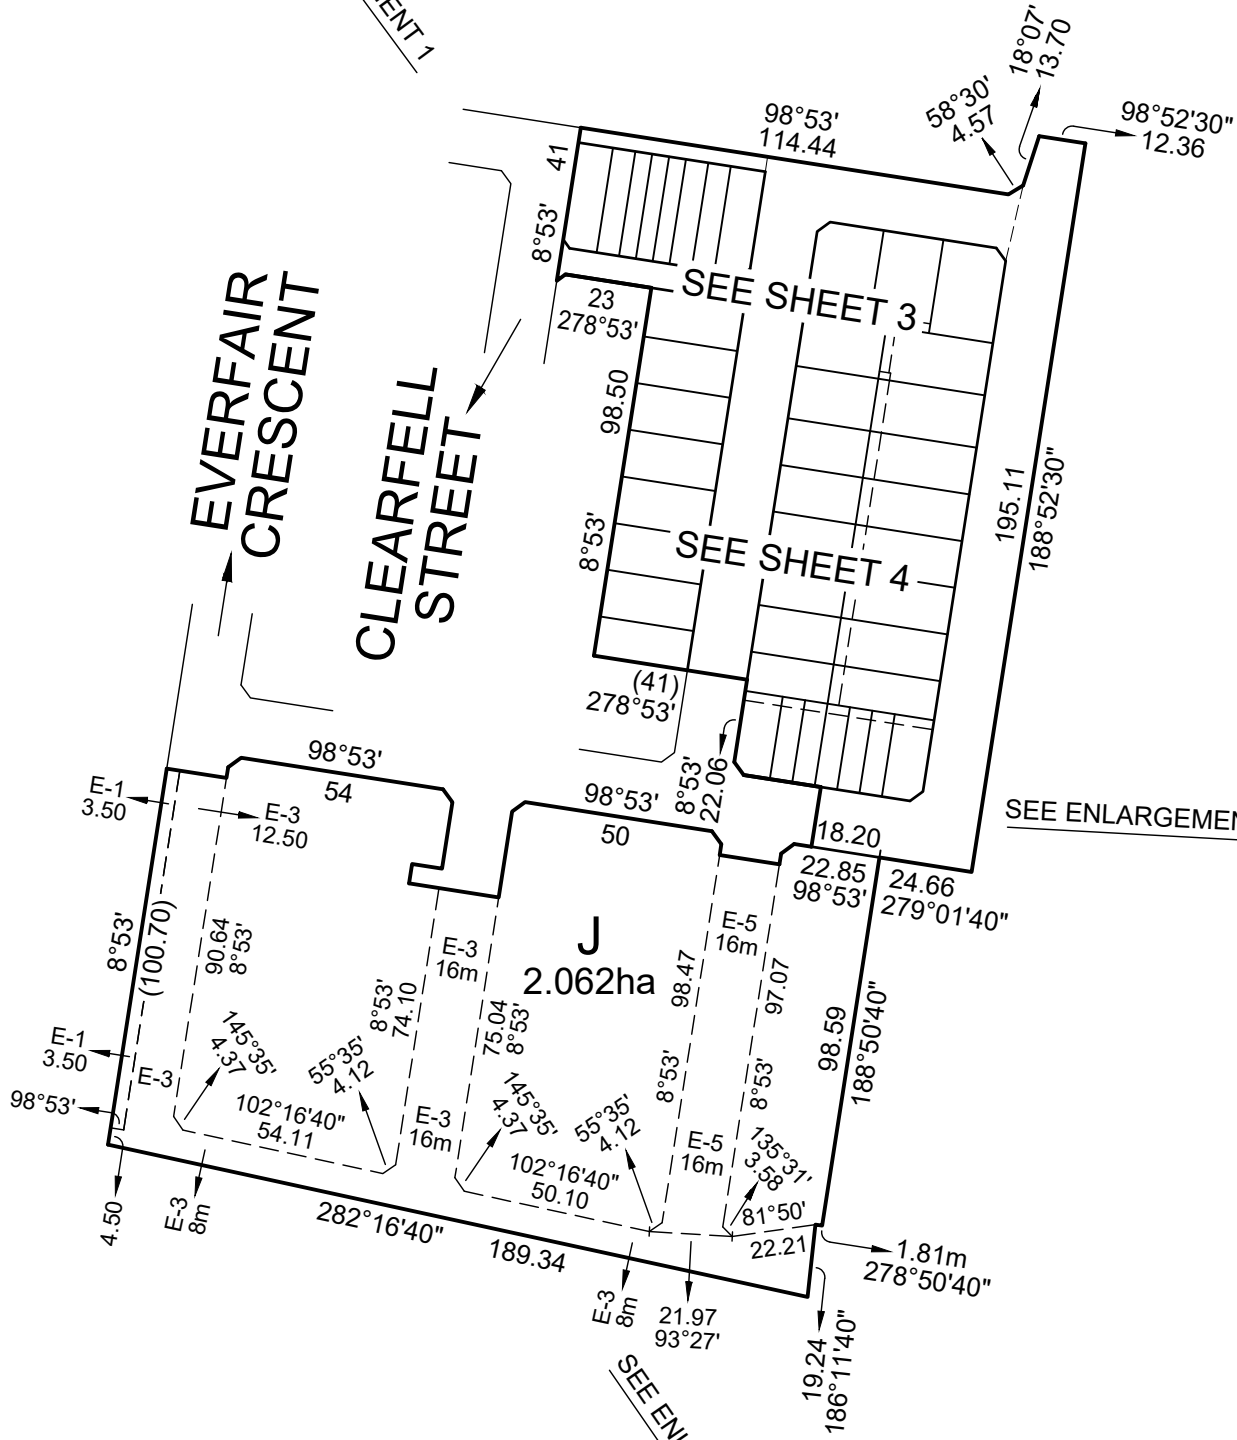 MENT 1
18°07'
13.70
58°30'
4.57
98°52'30"
12.36
98°53'
114.44
41
8°53'
SEE SHEET 3
23
278°53'
98.50
8°53'
EVERFAIR
CRESCENT
CLEARFELL
STREET
195.11
188°52'30"
SEE SHEET 4
(41)
278°53'
8°53'
22.06
98°53'
54
E-1
3.50
E-3
12.50
98°53'
50
18.20
SEE ENLARGEMEN
22.85
98°53'
24.66
279°01'40"
8°53'
(100.70)
90.64
8°53'
E-3
16m
J
2.062ha
E-5
16m
8°53'
74.10
75.04
8°53'
98.47
8°53'
97.07
8°53'
98.59
188°50'40"
E-1
3.50
E-3
98°53'
145°35'
4.37
55°35'
4.12
102°16'40"
54.11
E-3
16m
145°35'
4.37
55°35'
4.12
102°16'40"
50.10
E-5
16m
135°31'
3.58
81°50'
22.21
4.50
E-3
8m
282°16'40"
189.34
E-3
8m
21.97
93°27'
1.81m
278°50'40"
19.24
186°11'40"
SEE ENL